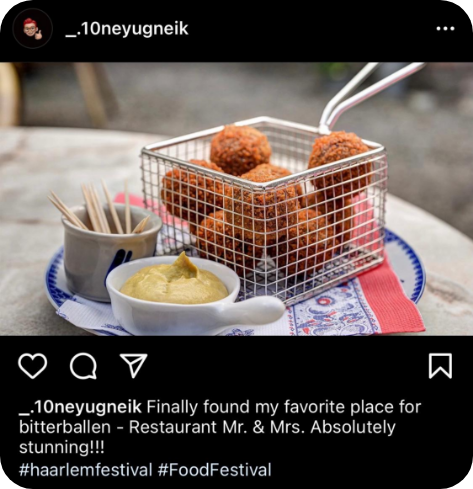 _.10neyugneik
_.10neyugneik Finally found my favorite place for
bitterballen - Restaurant Mr. & Mrs. Absolutely
stunning!!!
#haarlemfestival #FoodFestival